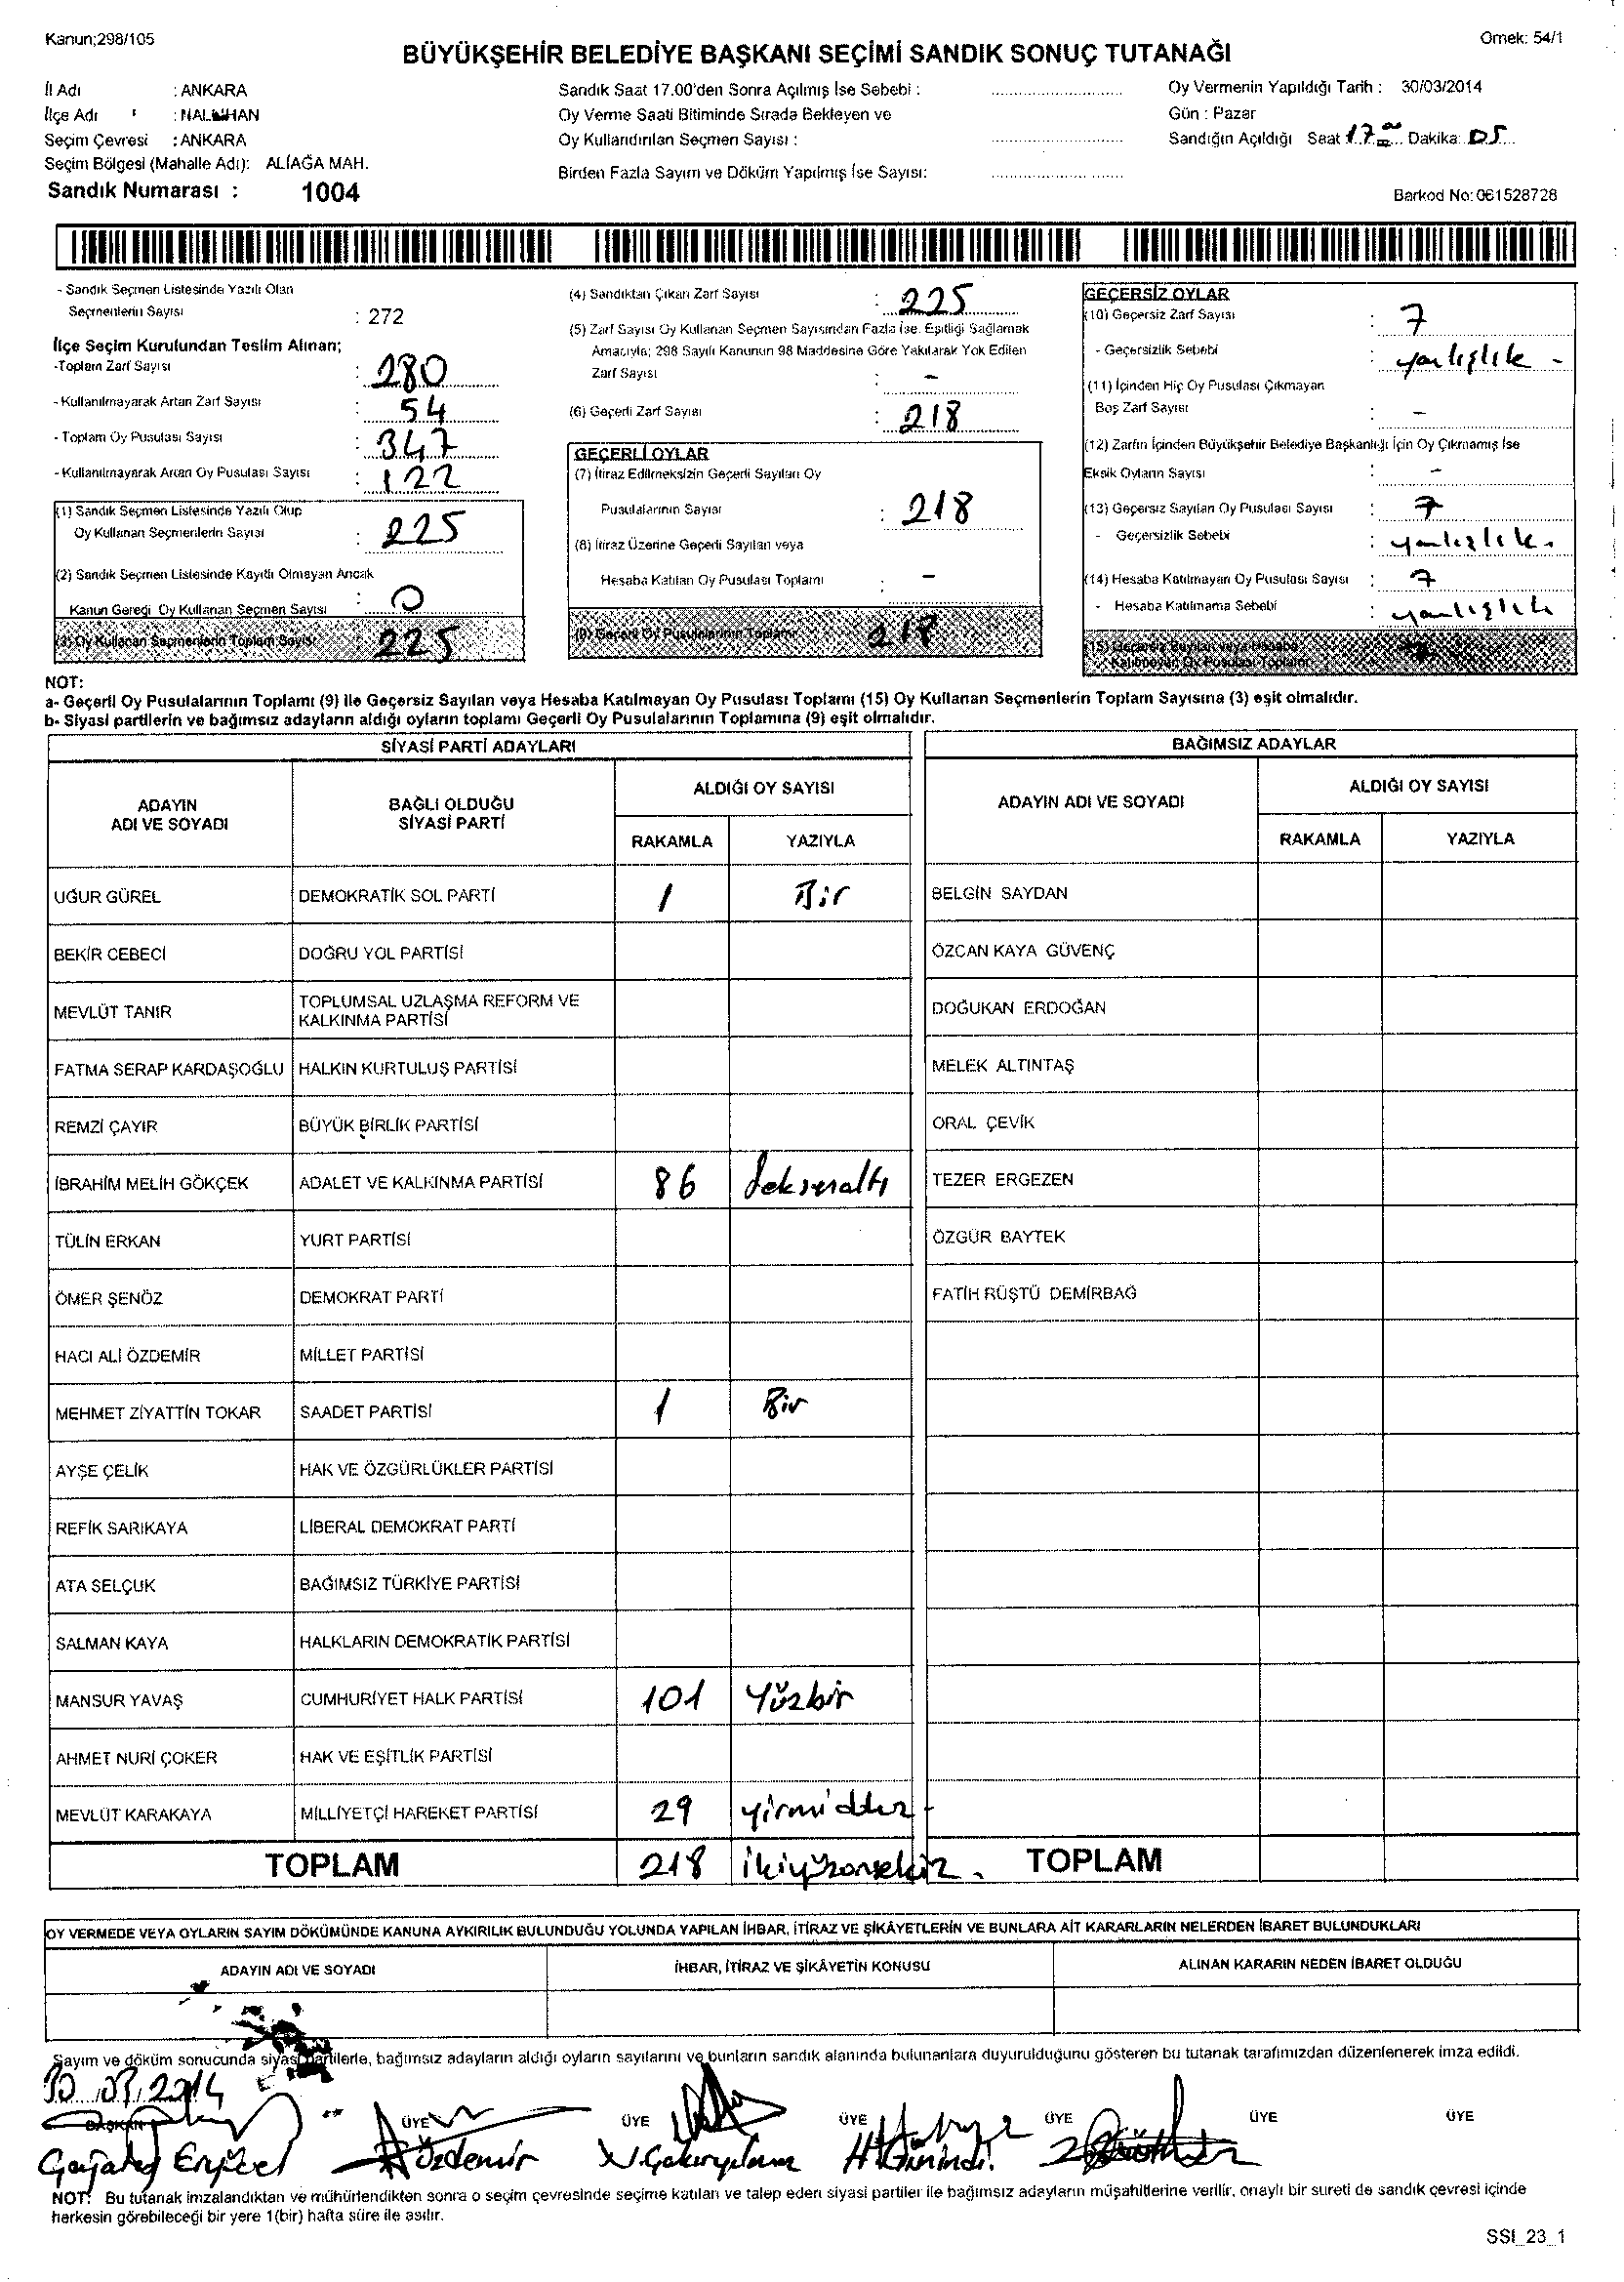 Kanun;298/105
Örnek: 54/1
BÜYÜKŞEHİR BELEDİYE BAŞKANI SEÇİMİ SANDIK SONUÇ TUTANAĞI
İl Adı : ANKARA
İlçe Adı : NALLIHAN
Seçim Çevresi : ANKARA
Seçim Bölgesi (Mahalle Adı): ALİAĞA MAH.
Sandık Numarası : 1004
Sandık Saat 17.00'den Sonra Açılmış İse Sebebi :
Oy Verme Saati Bitiminde Sırada Bekleyen ve
Oy Kullandırılan Seçmen Sayısı :
Birden Fazla Sayım ve Döküm Yapılmış İse Sayısı:
Oy Vermenin Yapıldığı Tarih : 30/03/2014
Gün : Pazar
Sandığın Açıldığı Saat 17.00 Dakika: 05
Barkod No: 061528728
- Sandık Seçmen Listesinde Yazılı Olan
Seçmenlerin Sayısı : 272
İlçe Seçim Kurulundan Teslim Alınan;
-Toplam Zarf Sayısı : 280
- Kullanılmayarak Artan Zarf Sayısı : 54
- Toplam Oy Pusulası Sayısı : 347
- Kullanılmayarak Artan Oy Pusulası Sayısı : 122
(1) Sandık Seçmen Listesinde Yazılı Olup
Oy Kullanan Seçmenlerin Sayısı : 225
(2) Sandık Seçmen Listesinde Kayıtlı Olmayan Ancak
Kanun Gereği Oy Kullanan Seçmen Sayısı : 0
(3) Oy Kullanan Seçmenlerin Toplam Sayısı : 225
(4) Sandıktan Çıkan Zarf Sayısı : 225
(5) Zarf Sayısı Oy Kullanan Seçmen Sayısından Fazla İse. Eşitliği Sağlamak
Amacıyla; 298 Sayılı Kanunun 98 Maddesine Göre Yakılarak Yok Edilen
Zarf Sayısı : -
(6) Geçerli Zarf Sayısı : 218
GEÇERLİ OYLAR
(7) İtiraz Edilmeksizin Geçerli Sayılan Oy
Pusulalarının Sayısı : 218
(8) İtiraz Üzerine Geçerli Sayılan veya
Hesaba Katılan Oy Pusulası Toplamı : -
(9) Geçerli Oy Pusulalarının Toplamı 218
GEÇERSİZ OYLAR
(10) Geçersiz Zarf Sayısı : 7
- Geçersizlik Sebebi : yanlışlık -
(11) İçinden Hiç Oy Pusulası Çıkmayan
Boş Zarf Sayısı : -
(12) Zarfın İçinden Büyükşehir Belediye Başkanlığı İçin Oy Çıkmamış İse
Eksik Oyların Sayısı : -
(13) Geçersiz Sayılan Oy Pusulası Sayısı : 7
- Geçersizlik Sebebi : yanlışlık.
(14) Hesaba Katılmayan Oy Pusulası Sayısı : 7
- Hesaba Katılmama Sebebi : yanlışlık
(15) Geçersiz Sayılan veya Hesaba
Katılmayan Oy Pusulası Toplamı
NOT:
a- Geçerli Oy Pusulalarının Toplamı (9) ile Geçersiz Sayılan veya Hesaba Katılmayan Oy Pusulası Toplamı (15) Oy Kullanan Seçmenlerin Toplam Sayısına (3) eşit olmalıdır.
b- Siyasi partilerin ve bağımsız adayların aldığı oyların toplamı Geçerli Oy Pusulalarının Toplamına (9) eşit olmalıdır.
SİYASİ PARTİ ADAYLARI
BAĞIMSIZ ADAYLAR
ADAYIN ADI VE SOYADI
BAĞLI OLDUĞU SİYASİ PARTİ
ALDIĞI OY SAYISI
RAKAMLA YAZIYLA
ADAYIN ADI VE SOYADI
ALDIĞI OY SAYISI
RAKAMLA YAZIYLA
UĞUR GÜREL DEMOKRATİK SOL PARTİ 1 Bir BELGİN SAYDAN
BEKİR CEBECİ DOĞRU YOL PARTİSİ ÖZCAN KAYA GÜVENÇ
MEVLÜT TANIR TOPLUMSAL UZLAŞMA REFORM VE KALKINMA PARTİSİ DOĞUKAN ERDOĞAN
FATMA SERAP KARDAŞOĞLU HALKIN KURTULUŞ PARTİSİ MELEK ALTINTAŞ
REMZİ ÇAYIR BÜYÜK BİRLİK PARTİSİ ORAL ÇEVİK
İBRAHİM MELİH GÖKÇEK ADALET VE KALKINMA PARTİSİ 86 Seksenaltı TEZER ERGEZEN
TÜLİN ERKAN YURT PARTİSİ ÖZGÜR BAYTEK
ÖMER ŞENÖZ DEMOKRAT PARTİ FATİH RÜŞTÜ DEMİRBAĞ
HACI ALİ ÖZDEMİR MİLLET PARTİSİ
MEHMET ZİYATTİN TOKAR SAADET PARTİSİ 1 Bir
AYŞE ÇELİK HAK VE ÖZGÜRLÜKLER PARTİSİ
REFİK SARIKAYA LİBERAL DEMOKRAT PARTİ
ATA SELÇUK BAĞIMSIZ TÜRKİYE PARTİSİ
SALMAN KAYA HALKLARIN DEMOKRATİK PARTİSİ
MANSUR YAVAŞ CUMHURİYET HALK PARTİSİ 101 Yüzbir
AHMET NURİ ÇOKER HAK VE EŞİTLİK PARTİSİ
MEVLÜT KARAKAYA MİLLİYETÇİ HAREKET PARTİSİ 29 yirmidokuz
TOPLAM 218 ikiyüzonsekiz. TOPLAM
OY VERMEDE VEYA OYLARIN SAYIM DÖKÜMÜNDE KANUNA AYKIRILIK BULUNDUĞU YOLUNDA YAPILAN İHBAR, İTİRAZ VE ŞİKÂYETLERİN VE BUNLARA AİT KARARLARIN NELERDEN İBARET BULUNDUKLARI
ADAYIN ADI VE SOYADI İHBAR, İTİRAZ VE ŞİKÂYETİN KONUSU ALINAN KARARIN NEDEN İBARET OLDUĞU
Sayım ve döküm sonucunda siyasi partilerle, bağımsız adayların aldığı oyların sayılarını ve bunların sandık alanında bulunanlara duyurulduğunu gösteren bu tutanak tarafımızdan düzenlenerek imza edildi.
30.03.2014
BAŞKAN ÜYE ÜYE ÜYE ÜYE ÜYE ÜYE
Özdemir
NOT: Bu tutanak imzalandıktan ve mühürlendikten sonra o seçim çevresinde seçime katılan ve talep eden siyasi partiler ile bağımsız adayların müşahitlerine verilir, onaylı bir sureti de sandık çevresi içinde
herkesin görebileceği bir yere 1(bir) hafta süre ile asılır.
SSI_23_1